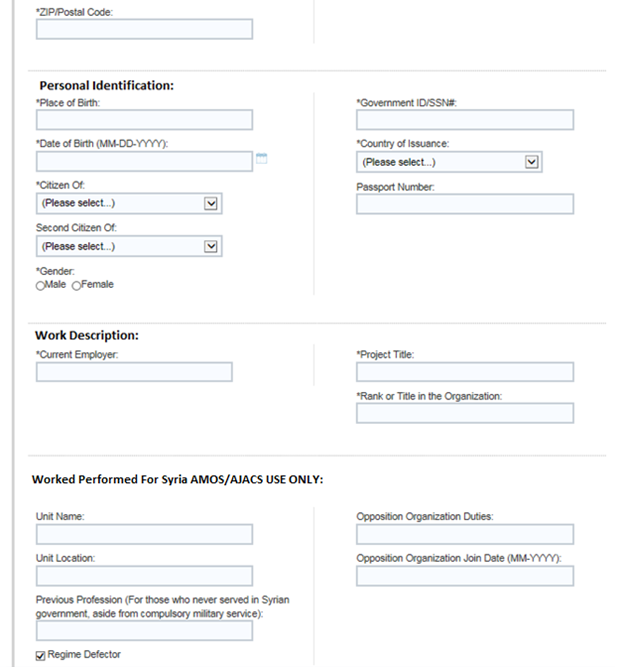 *ZIP/Postal Code:
Personal Identification:
*Place of Birth:
*Date of Birth (MM-DD-YYYY):
*Citizen Of:
(Please select...)
Second Citizen Of:
(Please select...)
*Gender:
Male Female
*Government ID/SSN#:
*Country of Issuance:
(Please select...)
Passport Number:
Work Description:
*Current Employer:
*Project Title:
*Rank or Title in the Organization:
Worked Performed For Syria AMOS/AJACS USE ONLY:
Unit Name:
Unit Location:
Previous Profession (For those who never served in Syrian
government, aside from compulsory military service):
Regime Defector
Opposition Organization Duties:
Opposition Organization Join Date (MM-YYYY):